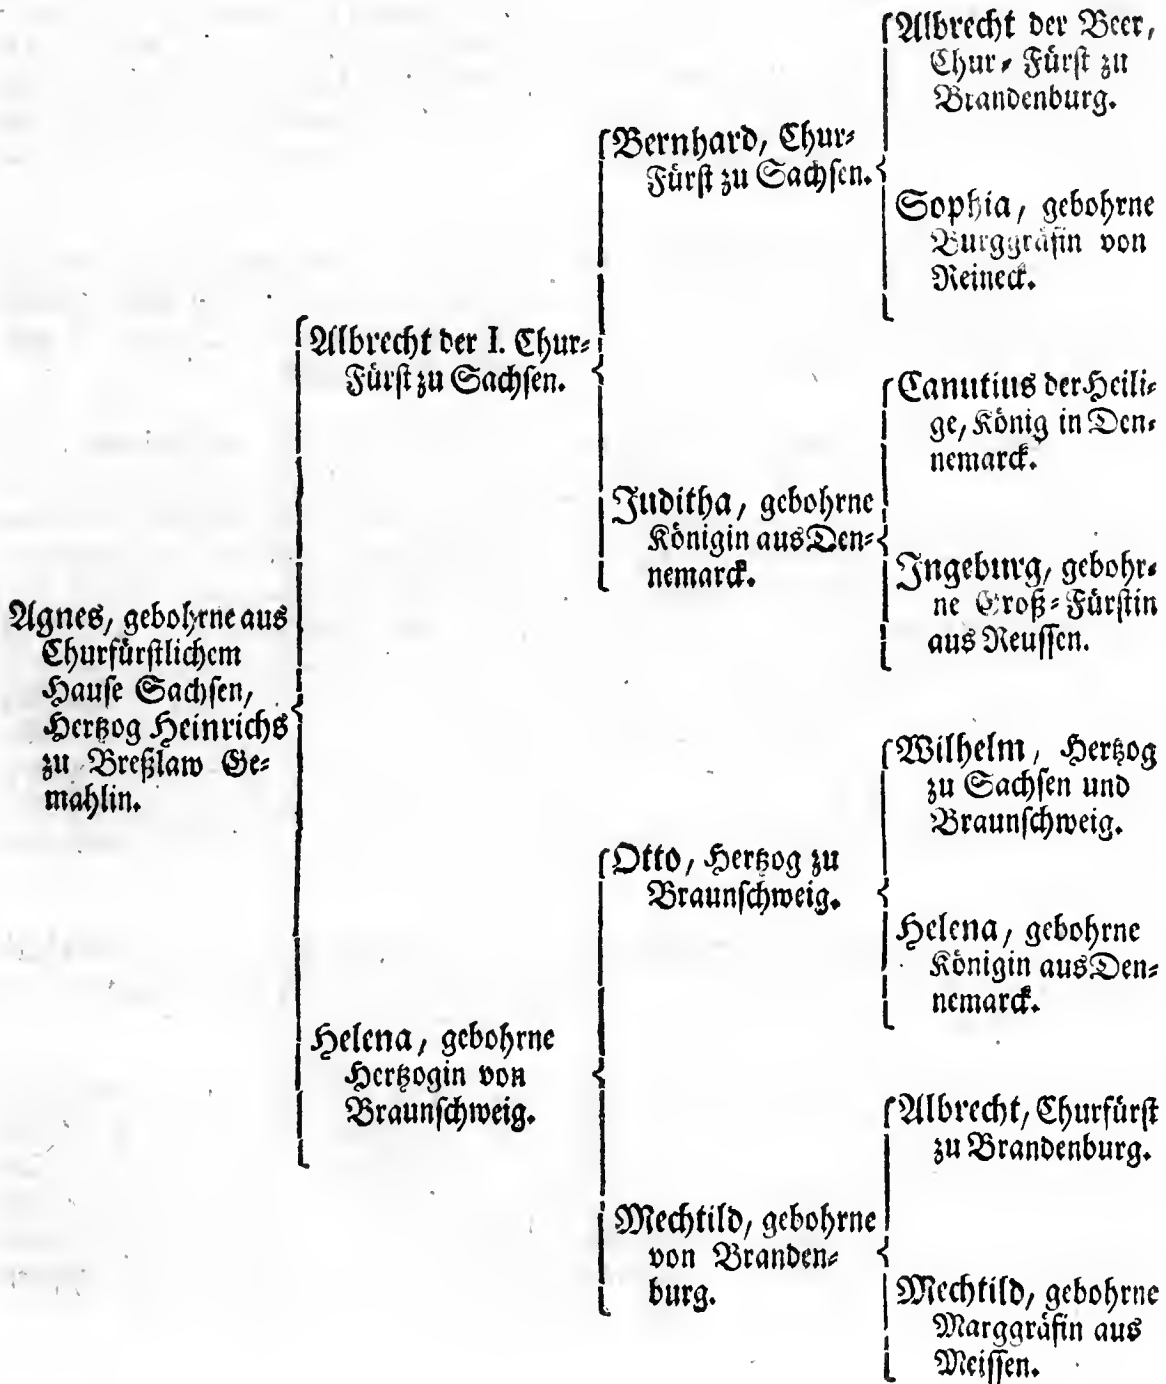 Agnes, gebohrne aus
Churfürstlichem
Hause Sachsen,
Hertzog Heinrichs
zu Breßlaw Ge-
mahlin.
Albrecht der I. Chur-
Fürst zu Sachsen.
Bernhard, Chur-
Fürst zu Sachsen.
Albrecht der Beer,
Chur-Fürst zu
Brandenburg.
Sophia, gebohrne
Burggräfin von
Reineck.
Juditha, gebohrne
Königin aus Den-
nemarck.
Canutius der Heili-
ge, König in Den-
nemarck.
Ingeburg, gebohr-
ne Groß-Fürstin
aus Reussen.
Helena, gebohrne
Hertzogin von
Braunschweig.
Otto, Hertzog zu
Braunschweig.
Wilhelm, Hertzog
zu Sachsen und
Braunschweig.
Helena, gebohrne
Königin aus Den-
nemarck.
Mechtild, gebohrne
von Branden-
burg.
Albrecht, Churfürst
zu Brandenburg.
Mechtild, gebohrne
Marggräfin aus
Meissen.